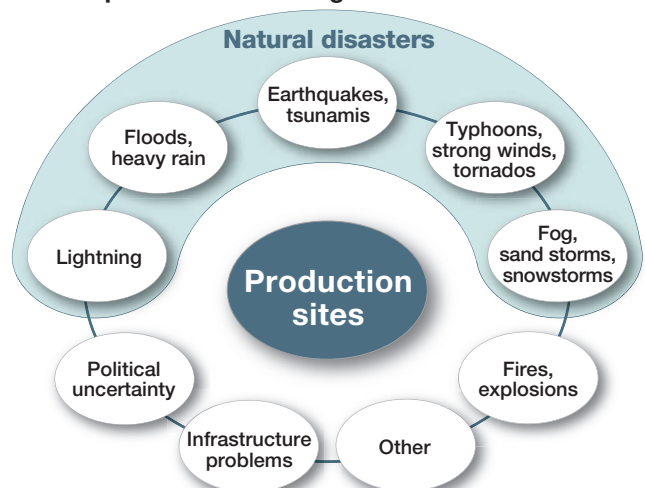 Natural disasters
Earthquakes,
tsunamis
Floods,
heavy rain
Typhoons,
strong winds,
tornados
Lightning
Fog,
sand storms,
snowstorms
Production
sites
Political
uncertainty
Fires,
explosions
Infrastructure
problems
Other